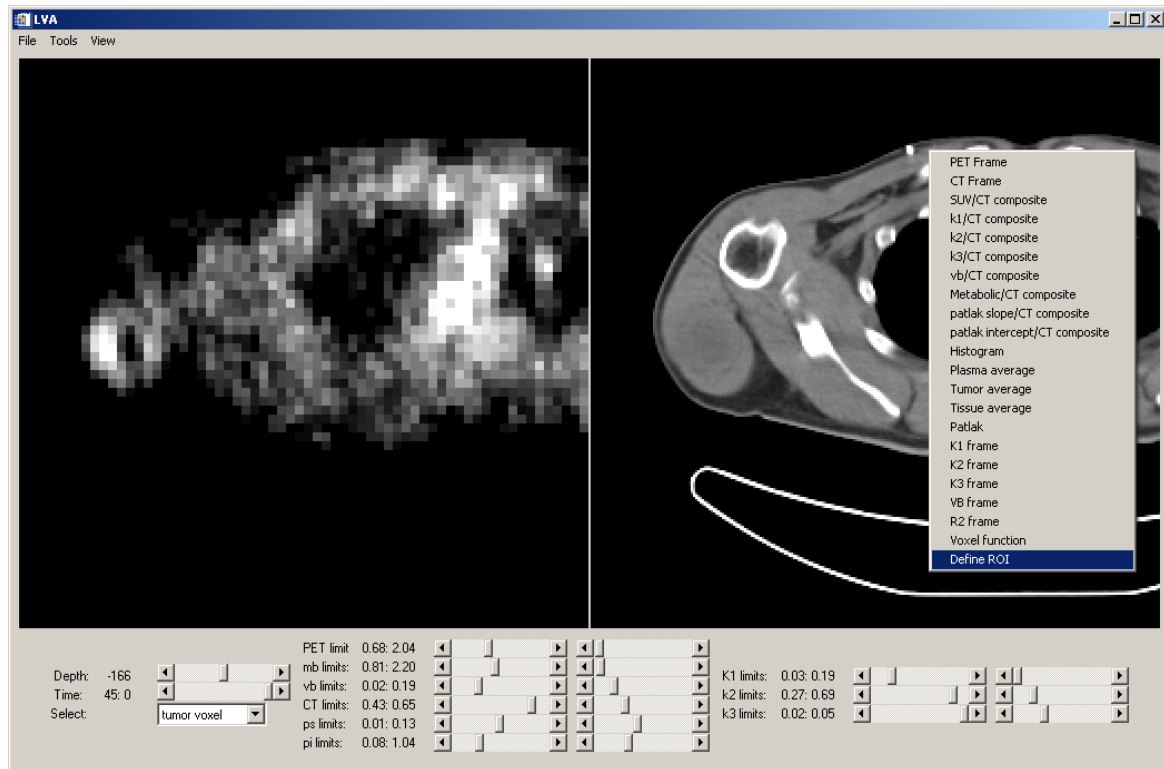 LVA
File Tools View
PET Frame
CT Frame
SUV/CT composite
k1/CT composite
k2/CT composite
k3/CT composite
vb/CT composite
Metabolic/CT composite
patlak slope/CT composite
patlak intercept/CT composite
Histogram
Plasma average
Tumor average
Tissue average
Patlak
K1 frame
K2 frame
K3 frame
VB frame
R2 frame
Voxel function
Define ROI
Depth: -166
Time: 45: 0
Select: tumor voxel
PET limit 0.68: 2.04
mb limits: 0.81: 2.20
vb limits: 0.02: 0.19
CT limits: 0.43: 0.65
ps limits: 0.01: 0.13
pi limits: 0.08: 1.04
K1 limits: 0.03: 0.19
k2 limits: 0.27: 0.69
k3 limits: 0.02: 0.05